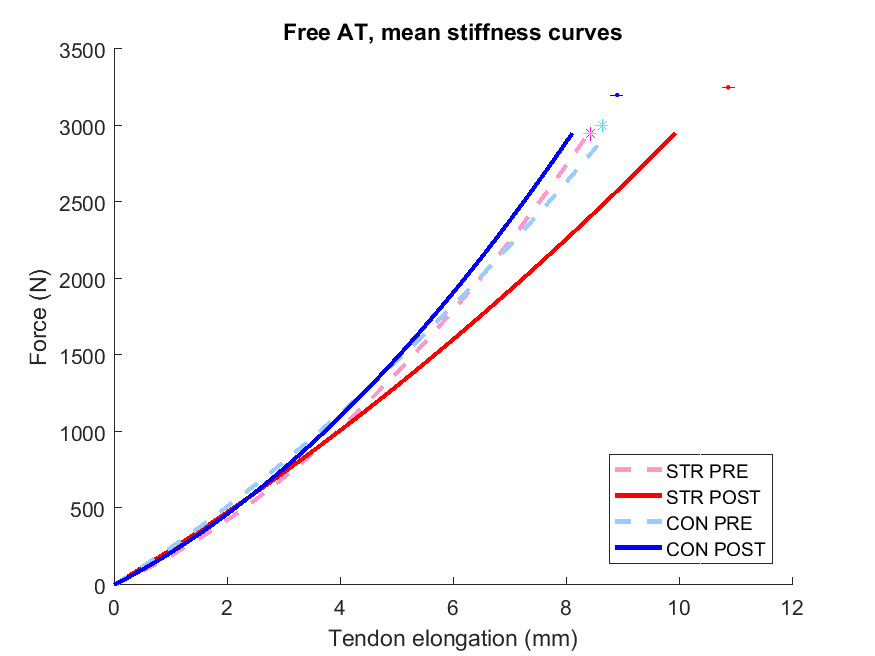 Free AT, mean stiffness curves
3500
3000
2500
2000
1500
1000
500
0
Force (N)
0 2 4 6 8 10 12
Tendon elongation (mm)
STR PRE
STR POST
CON PRE
CON POST